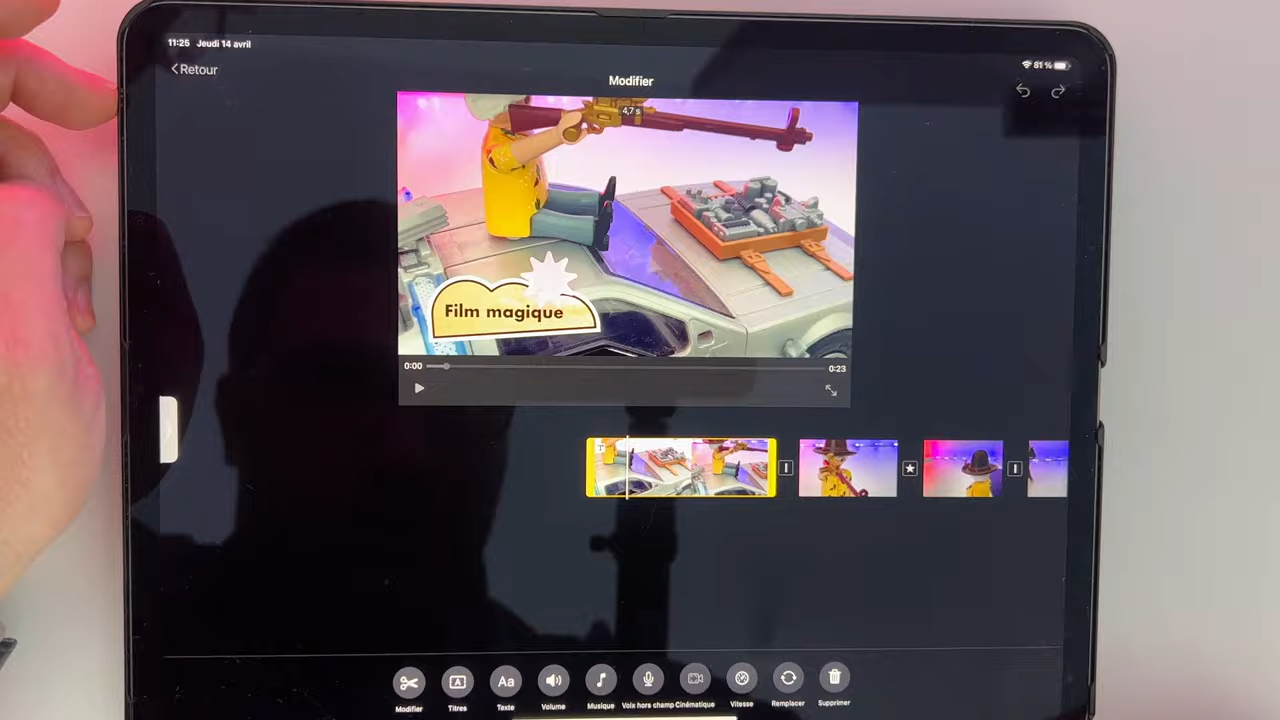 11:25 Jeudi 14 avril
81 %
Retour
Modifier
4,7 s
Film magique
0:00
0:23
T
Modifier
Titres
Aa
Texte
Volume
Musique
Voix hors champ
Cinématique
Vitesse
Remplacer
Supprimer